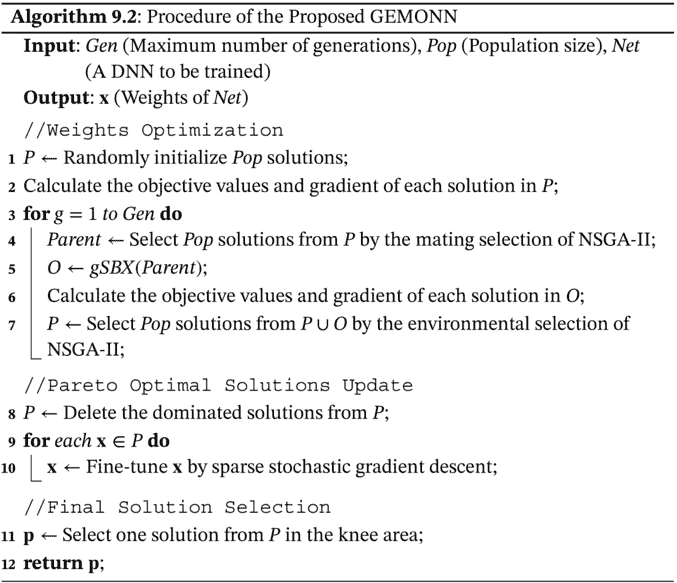 Algorithm 9.2: Procedure of the Proposed GEMONN
Input: Gen (Maximum number of generations), Pop (Population size), Net
(A DNN to be trained)
Output: x (Weights of Net)
//Weights Optimization
1 P ← Randomly initialize Pop solutions;
2 Calculate the objective values and gradient of each solution in P;
3 for g = 1 to Gen do
4 Parent ← Select Pop solutions from P by the mating selection of NSGA-II;
5 O ← gSBX(Parent);
6 Calculate the objective values and gradient of each solution in O;
7 P ← Select Pop solutions from P ∪ O by the environmental selection of
NSGA-II;
//Pareto Optimal Solutions Update
8 P ← Delete the dominated solutions from P;
9 for each x ∈ P do
10 x ← Fine-tune x by sparse stochastic gradient descent;
//Final Solution Selection
11 p ← Select one solution from P in the knee area;
12 return p;